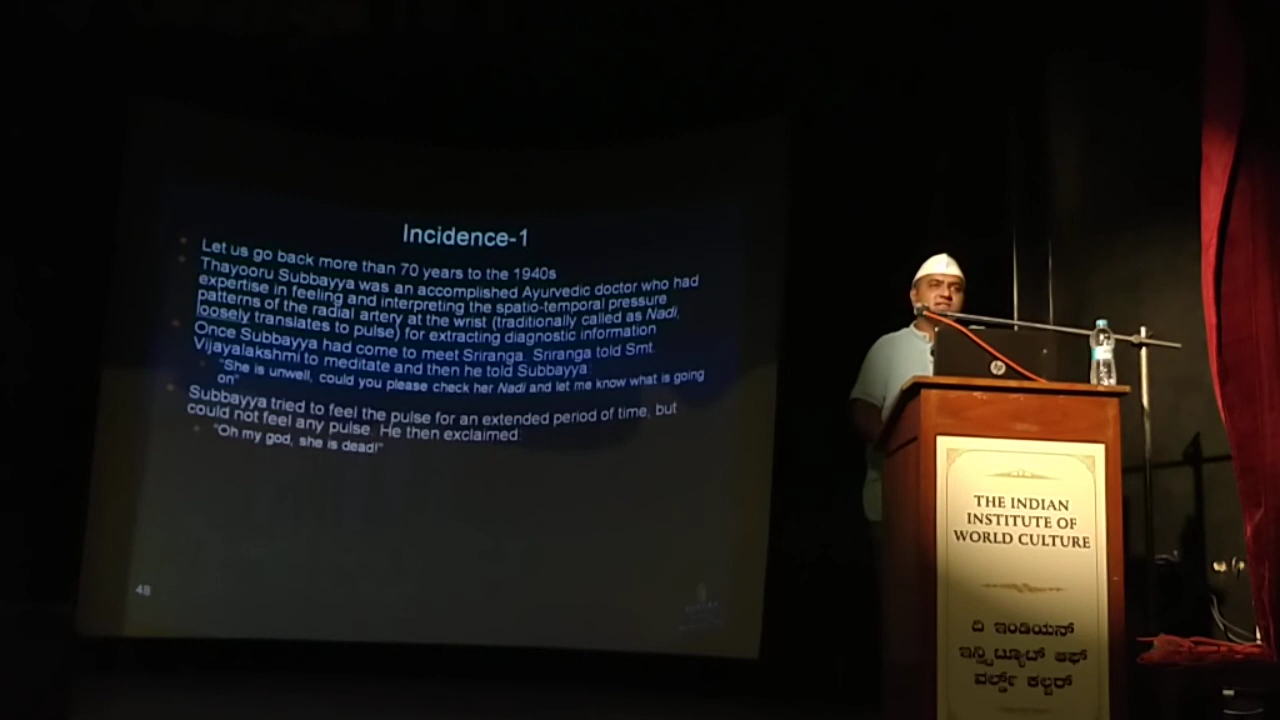 Incidence-1
Let us go back more than 70 years to the 1940s
Thayooru Subbayya was an accomplished Ayurvedic doctor who had
expertise in feeling and interpreting the spatio-temporal pressure
patterns of the radial artery at the wrist (traditionally called as Nadi,
loosely translates to pulse) for extracting diagnostic information
Once Subbayya had come to meet Sriranga. Sriranga told Smt.
Vijayalakshmi to meditate and then he told Subbayya:
"She is unwell, could you please check her Nadi and let me know what is going
on"
Subbayya tried to feel the pulse for an extended period of time, but
could not feel any pulse. He then exclaimed:
"Oh my god, she is dead!"
48
hp
THE INDIAN
INSTITUTE OF
WORLD CULTURE
ದಿ ಇಂಡಿಯನ್
ಇನ್ಸ್ಟಿಟ್ಯೂಟ್ ಆಫ್
ವರ್ಲ್ಡ್ ಕಲ್ಚರ್